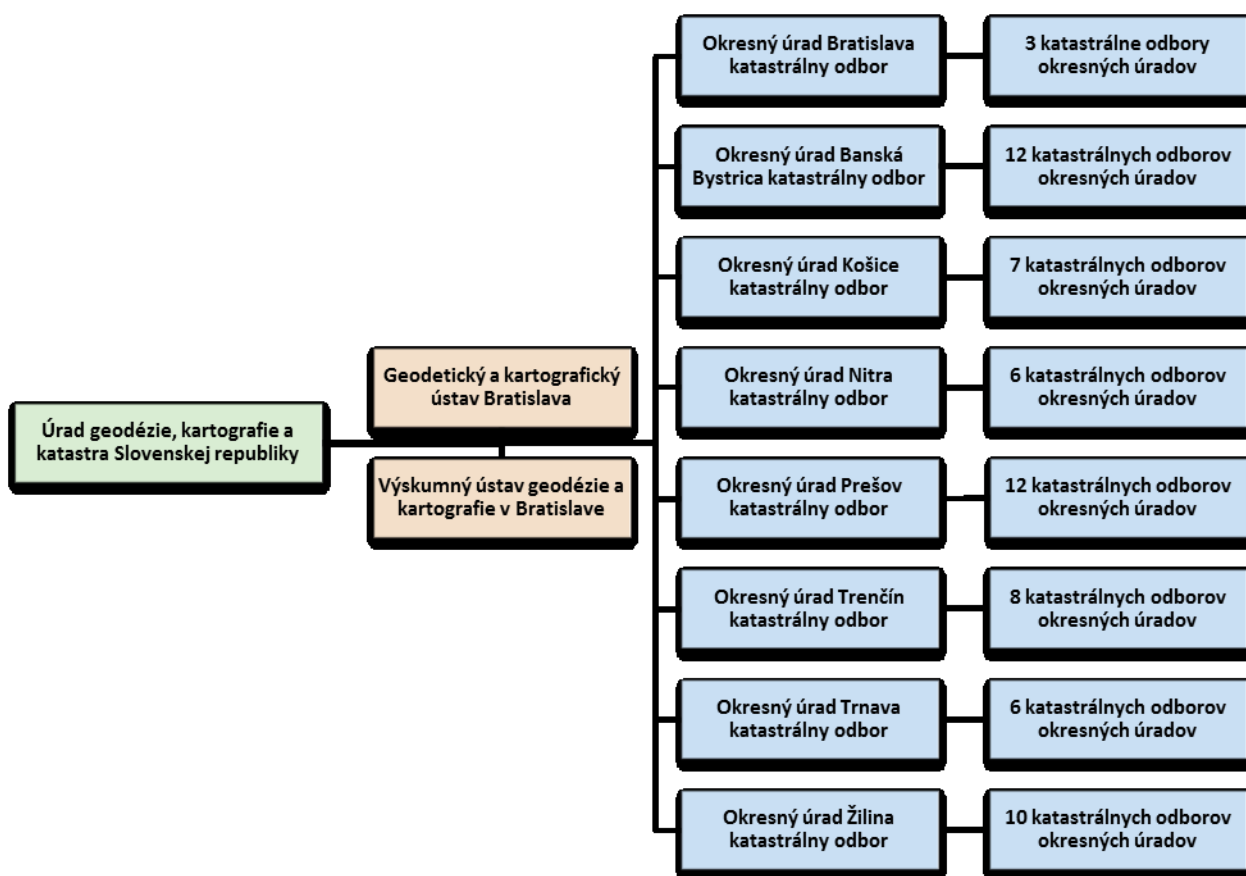 Úrad geodézie, kartografie a
katastra Slovenskej republiky
Geodetický a kartografický
ústav Bratislava
Výskumný ústav geodézie a
kartografie v Bratislave
Okresný úrad Bratislava
katastrálny odbor
3 katastrálne odbory
okresných úradov
Okresný úrad Banská
Bystrica katastrálny odbor
12 katastrálnych odborov
okresných úradov
Okresný úrad Košice
katastrálny odbor
7 katastrálnych odborov
okresných úradov
Okresný úrad Nitra
katastrálny odbor
6 katastrálnych odborov
okresných úradov
Okresný úrad Prešov
katastrálny odbor
12 katastrálnych odborov
okresných úradov
Okresný úrad Trenčín
katastrálny odbor
8 katastrálnych odborov
okresných úradov
Okresný úrad Trnava
katastrálny odbor
6 katastrálnych odborov
okresných úradov
Okresný úrad Žilina
katastrálny odbor
10 katastrálnych odborov
okresných úradov